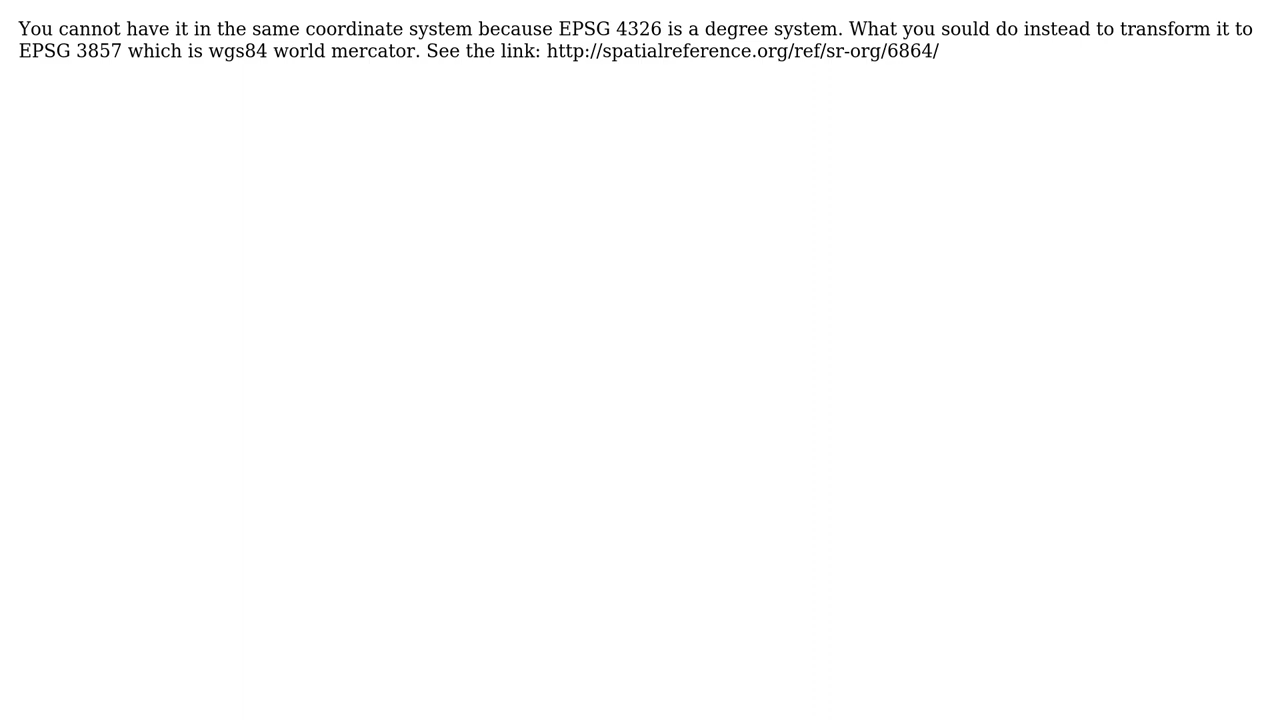 You cannot have it in the same coordinate system because EPSG 4326 is a degree system. What you sould do instead to transform it to
EPSG 3857 which is wgs84 world mercator. See the link: http://spatialreference.org/ref/sr-org/6864/